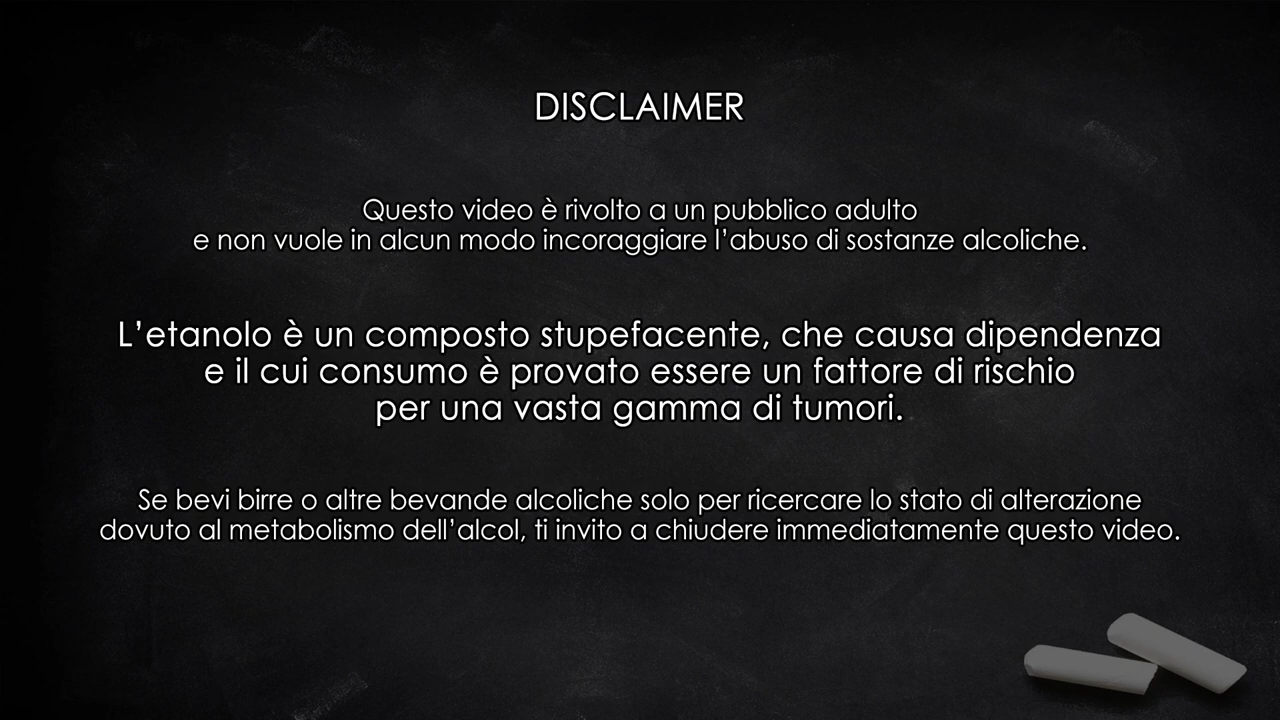 DISCLAIMER
Questo video è rivolto a un pubblico adulto
e non vuole in alcun modo incoraggiare l’abuso di sostanze alcoliche.
L’etanolo è un composto stupefacente, che causa dipendenza
e il cui consumo è provato essere un fattore di rischio
per una vasta gamma di tumori.
Se bevi birre o altre bevande alcoliche solo per ricercare lo stato di alterazione
dovuto al metabolismo dell’alcol, ti invito a chiudere immediatamente questo video.